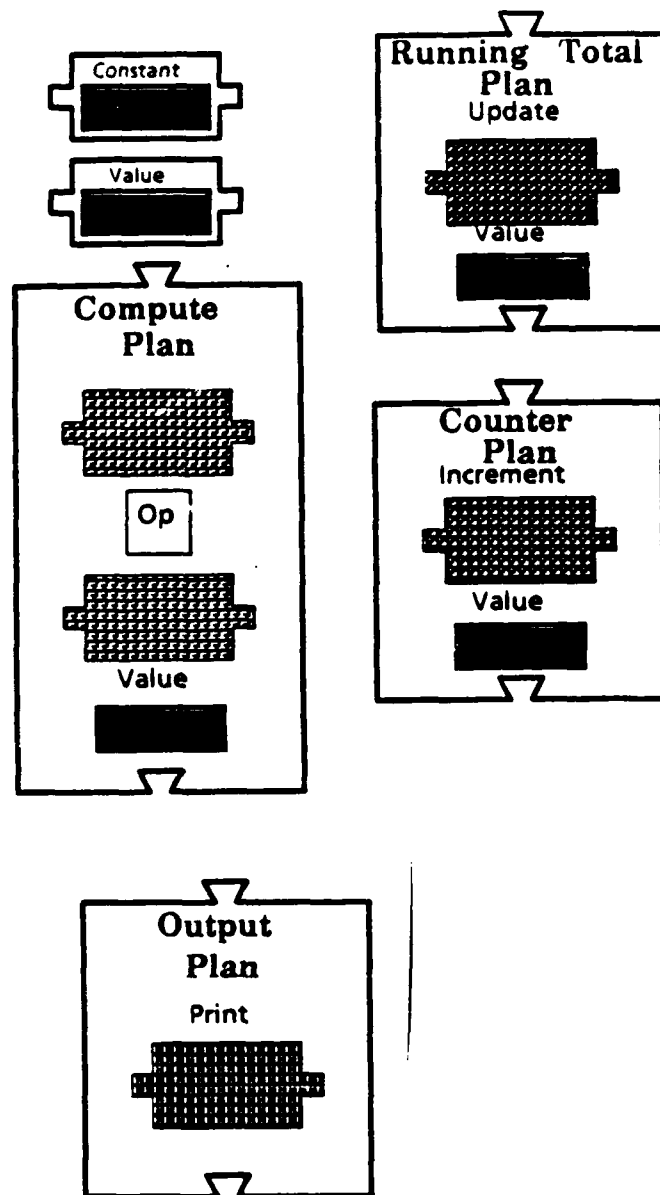 Constant
Value
Compute
Plan
Op
Value
Running Total
Plan
Update
Value
Counter
Plan
Increment
Value
Output
Plan
Print